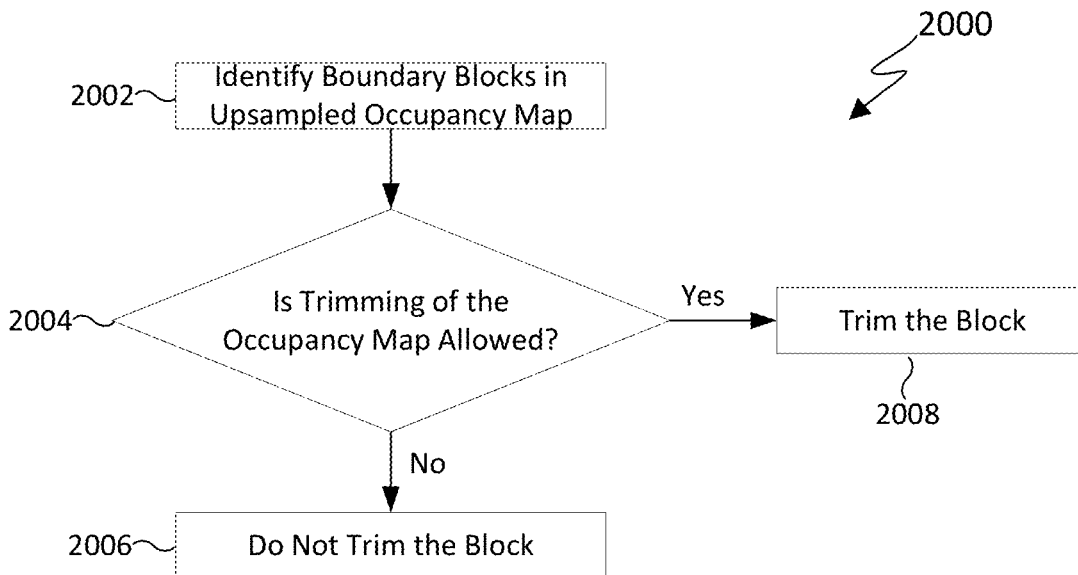 2000
2002
Identify Boundary Blocks in
Upsampled Occupancy Map
2004
Is Trimming of the
Occupancy Map Allowed?
Yes
Trim the Block
2008
No
2006
Do Not Trim the Block